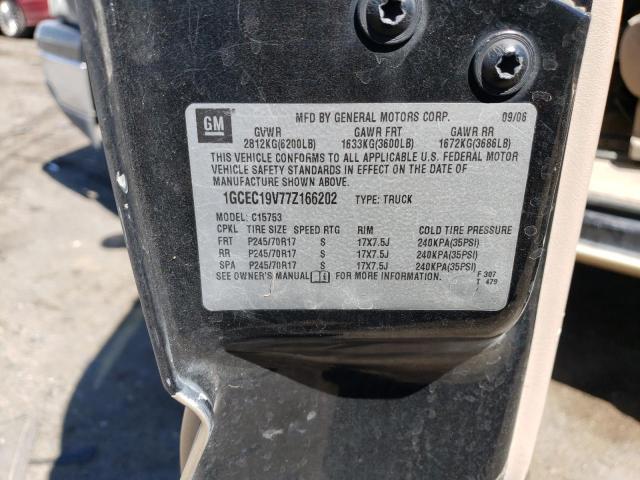 GM MFD BY GENERAL MOTORS CORP. 09/06
GVWR GAWR FRT GAWR RR
2812KG(6200LB) 1633KG(3600LB) 1672KG(3686LB)
THIS VEHICLE CONFORMS TO ALL APPLICABLE U.S. FEDERAL MOTOR
VEHICLE SAFETY STANDARDS IN EFFECT ON THE DATE OF
MANUFACTURE SHOWN ABOVE.
1GCEC19V77Z166202 TYPE: TRUCK
MODEL: C15753
CPKL TIRE SIZE SPEED RTG RIM COLD TIRE PRESSURE
FRT P245/70R17 S 17X7.5J 240KPA(35PSI)
RR P245/70R17 S 17X7.5J 240KPA(35PSI)
SPA P245/70R17 S 17X7.5J 240KPA(35PSI)
SEE OWNER'S MANUAL FOR MORE INFORMATION.
F 307
T 479